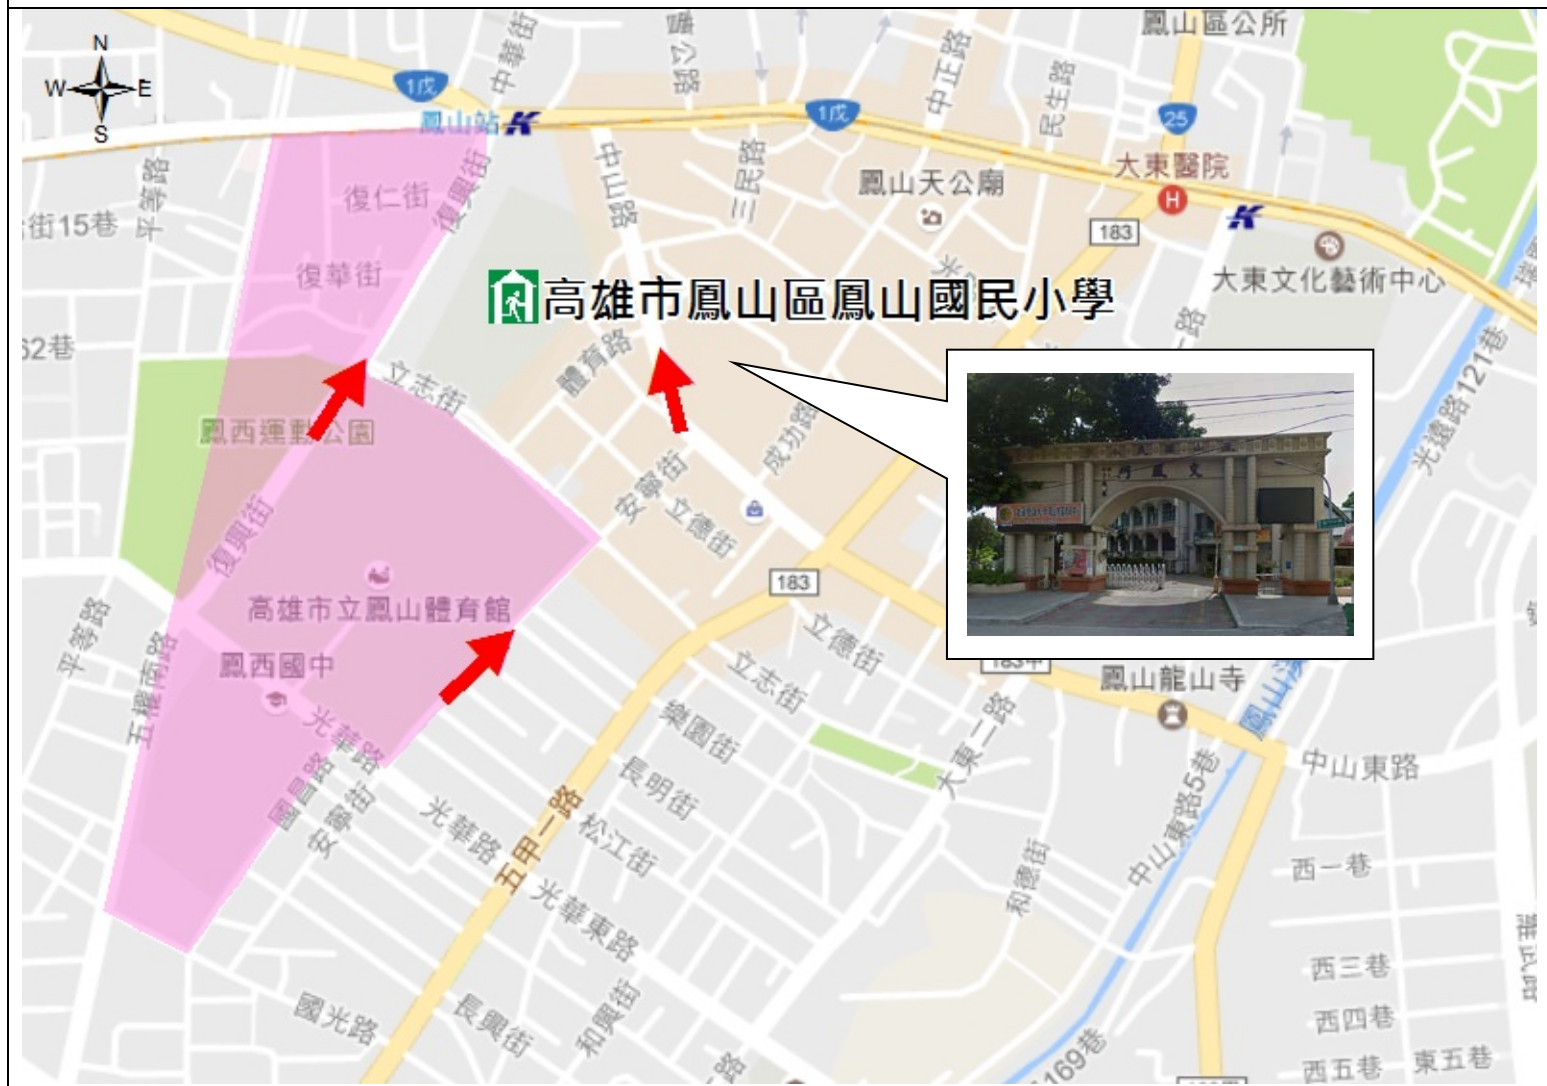 N
W E
S
鳳山區公所
中華街
中正路
1戊
鳳山站
1戊
民生路
25
平等路
復仁街
復興街
中山路
三民路
鳳山天公廟
大東醫院
H
183
街15巷
復華街
大東文化藝術中心
高雄市鳳山區鳳山國民小學
62巷
體育路
立志街
鳳西運動公園
成功路
光遠路121巷
安寧街
立德街
復興街
183
高雄市立鳳山體育館
平等路
五權南路
鳳西國中
立德街
立志街
鳳山龍山寺
光華路
樂園街
大東二路
中山東路
國昌路
安寧街
長明街
中山東路5巷
光華路
松江街
五甲一路
和德街
西一巷
光華東路
西三巷
國光路
長興街
和興街
西四巷
169巷
西五巷
東五巷